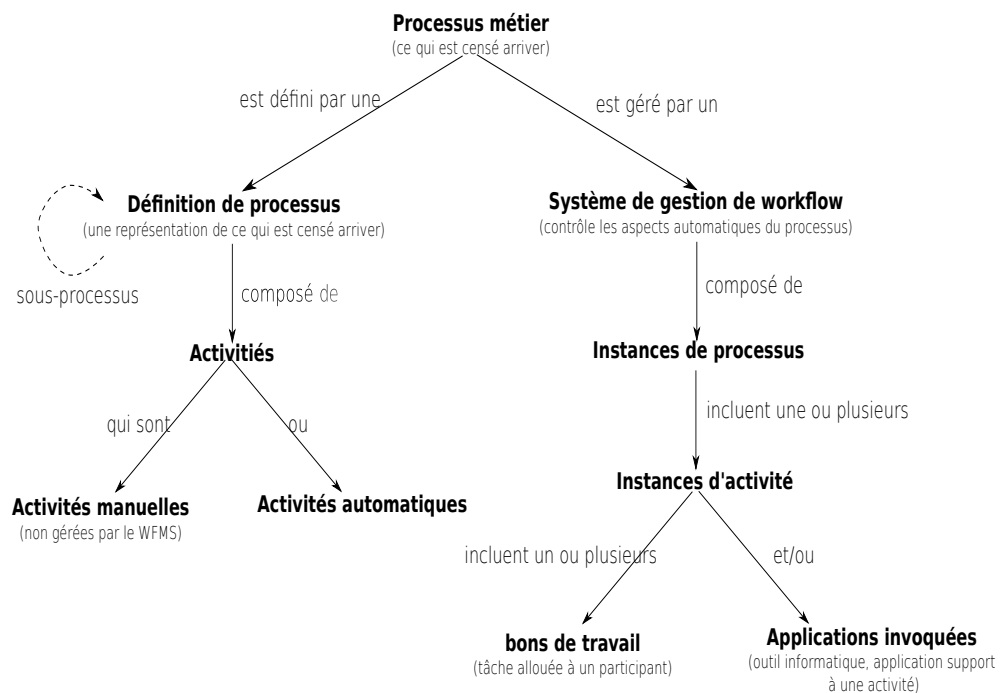 Processus métier
(ce qui est censé arriver)
est défini par une
est géré par un
Définition de processus
(une représentation de ce qui est censé arriver)
Système de gestion de workflow
(contrôle les aspects automatiques du processus)
sous-processus
composé de
composé de
Activitiés
Instances de processus
qui sont
ou
incluent une ou plusieurs
Activités manuelles
(non gérées par le WFMS)
Activités automatiques
Instances d'activité
incluent un ou plusieurs
et/ou
bons de travail
(tâche allouée à un participant)
Applications invoquées
(outil informatique, application support
à une activité)